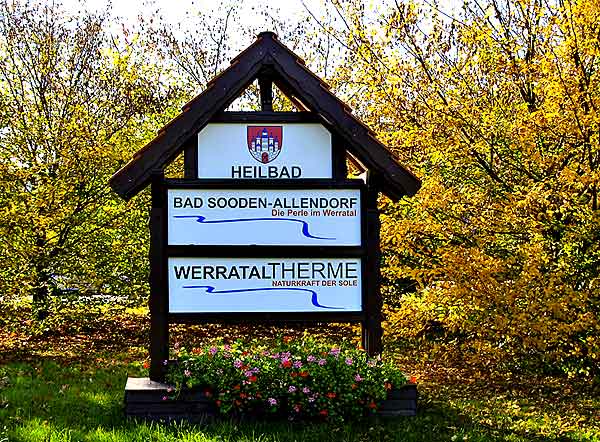 HEILBAD
BAD SOODEN-ALLENDORF
Die Perle im Werratal
WERRATALTHERME
NATURKRAFT DER SOLE